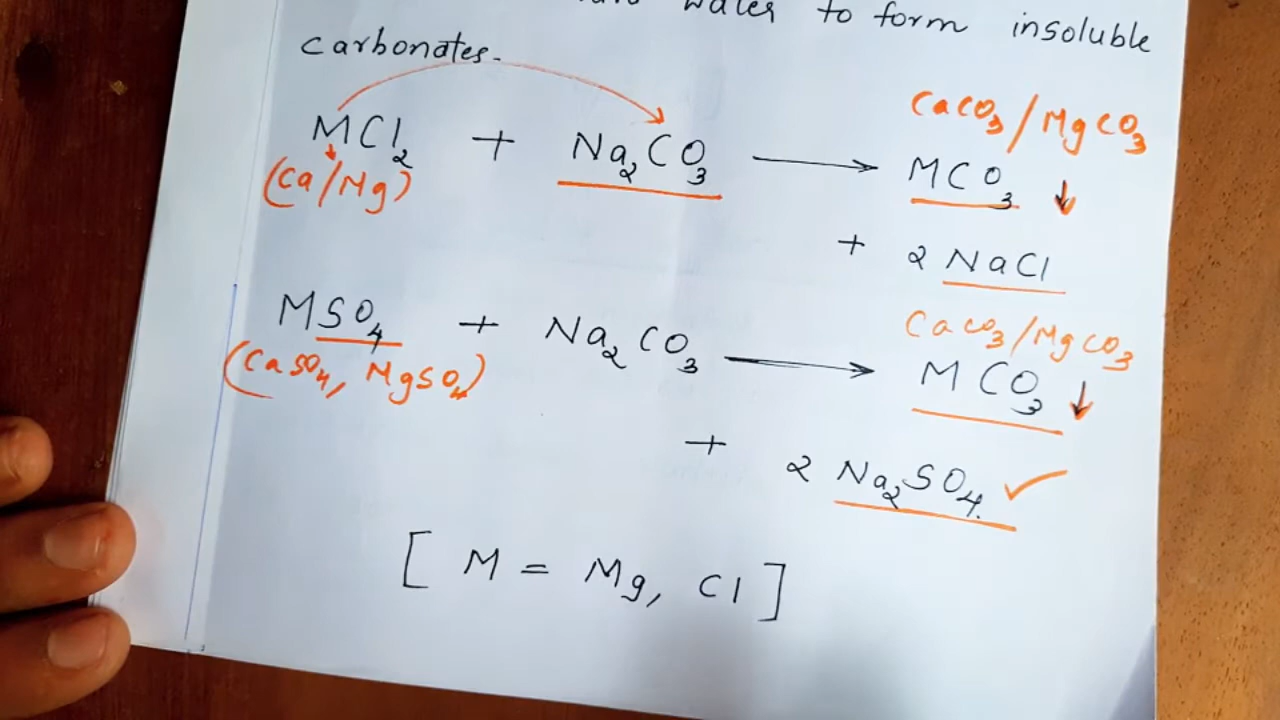 water to form insoluble
carbonates.
CaCO3/MgCO3
MCl2 + Na2CO3 → MCO3 ↓
(Ca/Mg)
+ 2 NaCl
CaCO3/MgCO3
MSO4 + Na2CO3 → MCO3 ↓
(CaSO4, MgSO4)
+ 2 Na2SO4 ✓
[ M = Mg, Cl ]